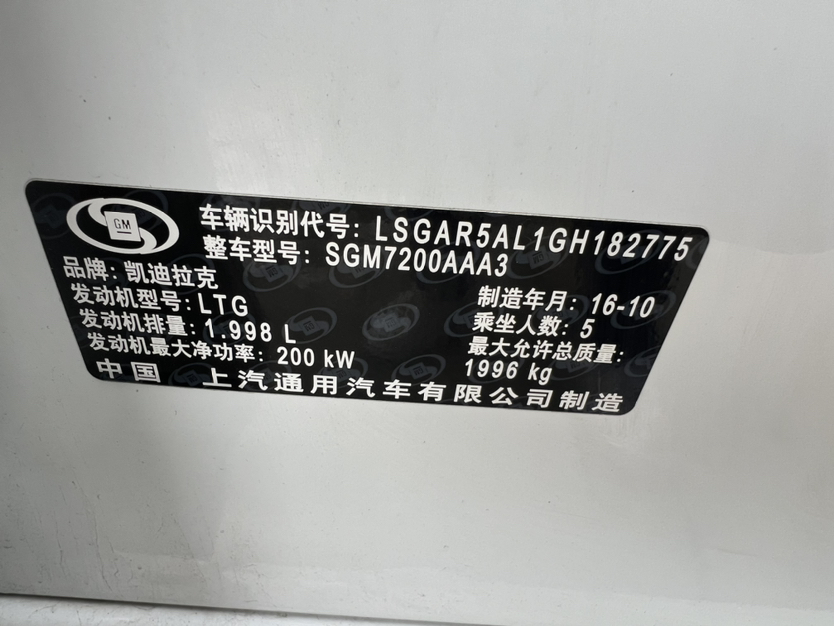 GM
车辆识别代号: LSGAR5AL1GH182775
整车型号: SGM7200AAA3
品牌: 凯迪拉克
发动机型号: LTG
制造年月: 16-10
发动机排量: 1.998 L
乘坐人数: 5
发动机最大净功率: 200 kW
最大允许总质量:
1996 kg
中国 上汽通用汽车有限公司制造